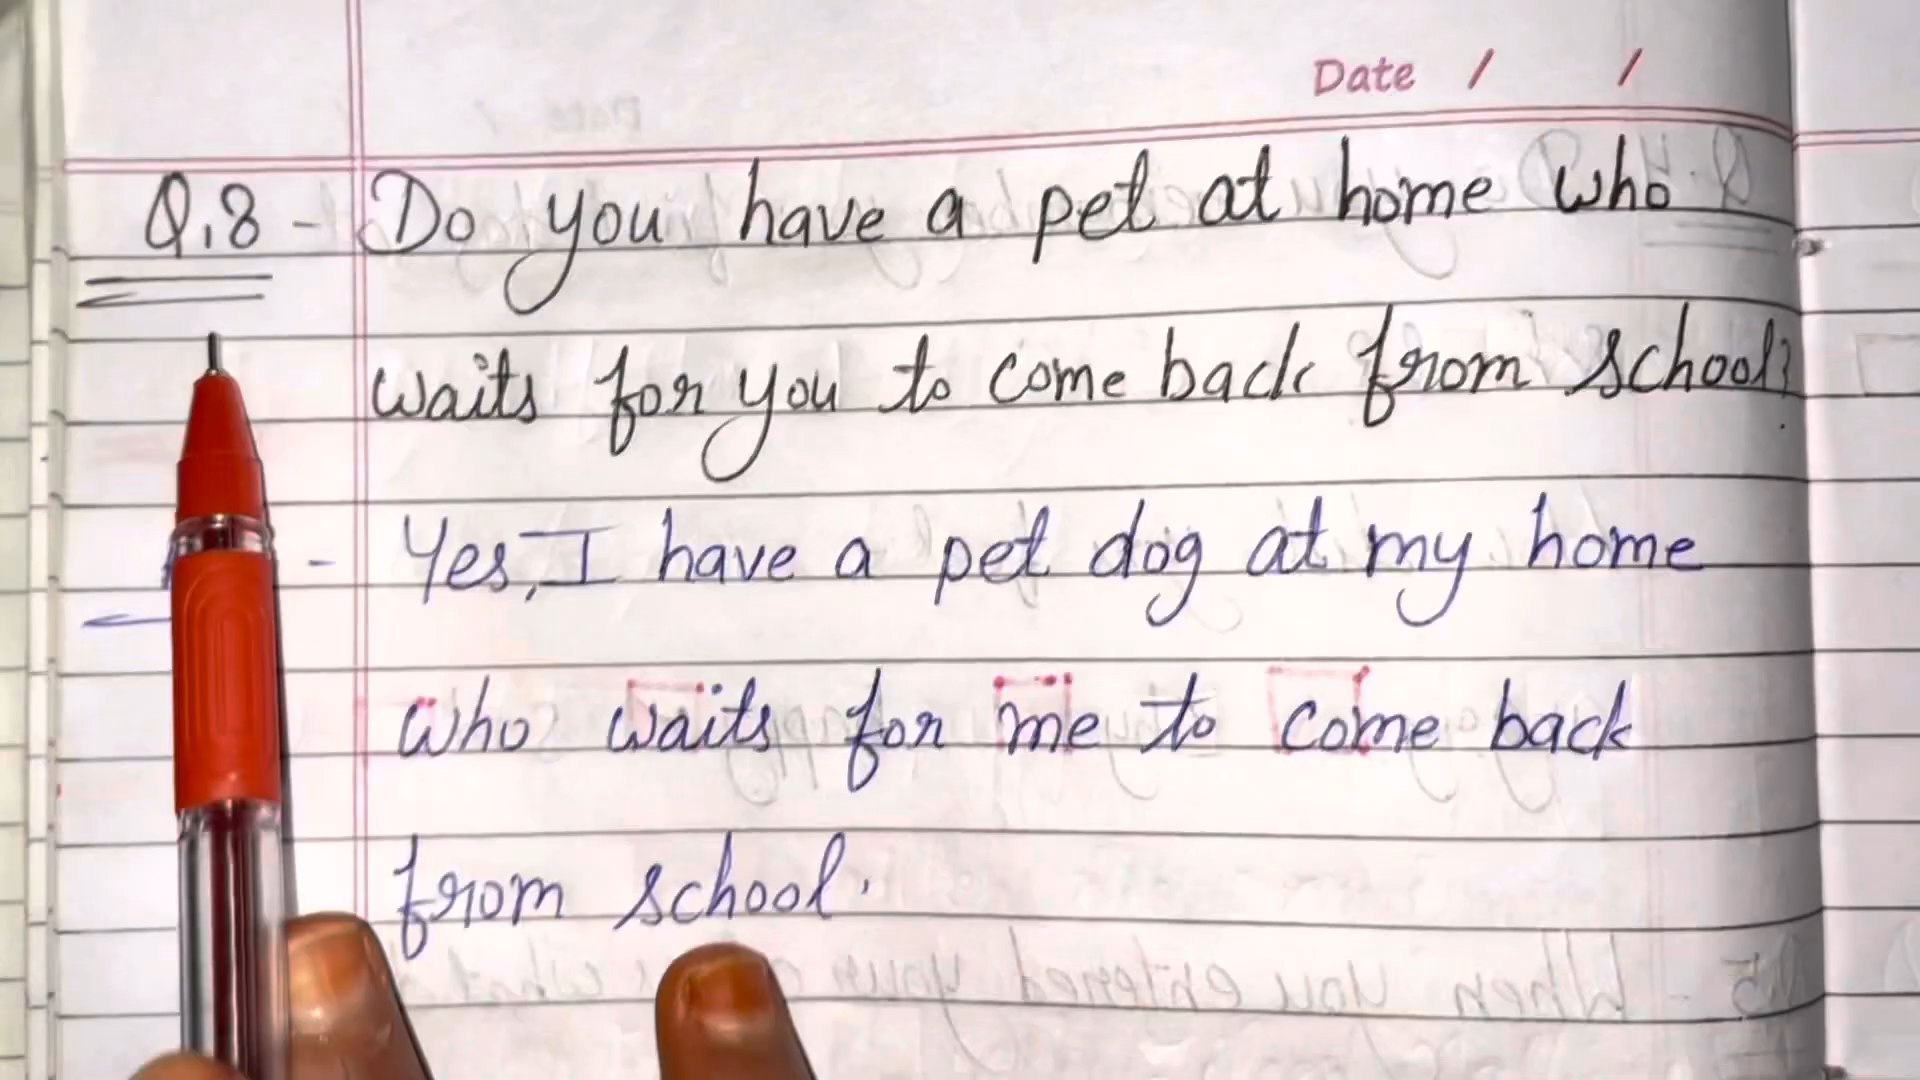 Date / /
Q.8 - Do you have a pet at home who
waits for you to come back from school?
- Yes, I have a pet dog at my home
who waits for me to come back
from school.